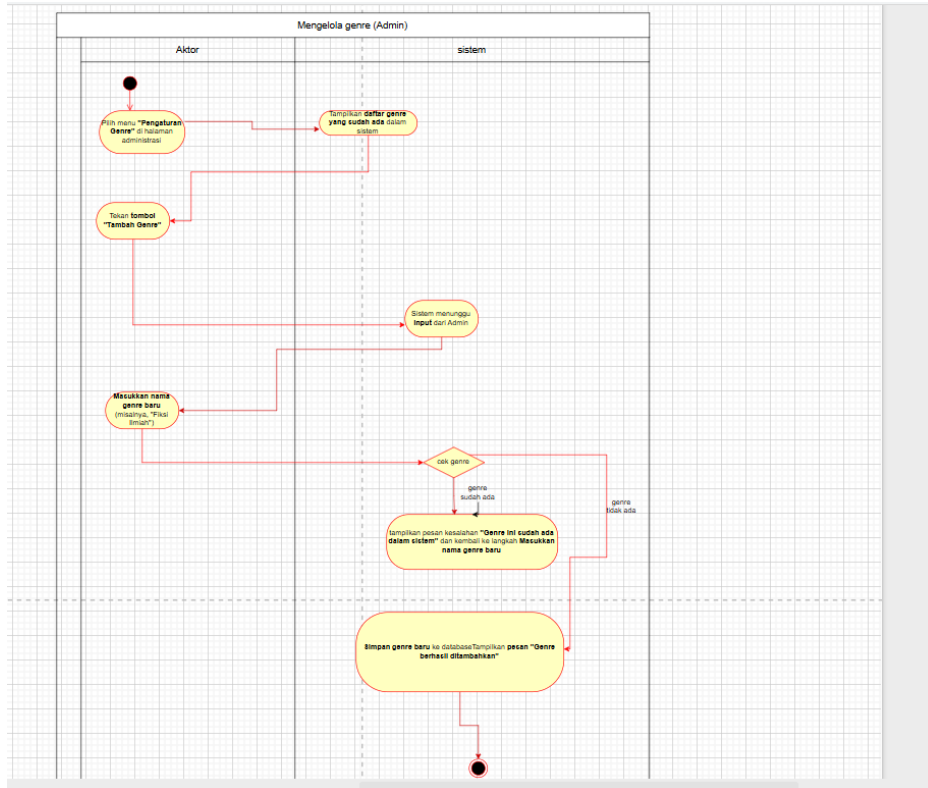 Mengelola genre (Admin)
Aktor
sistem
Pilih menu "Pengaturan
Genre" di halaman
administrasi
Tampilkan daftar genre
yang sudah ada dalam
sistem
Tekan tombol
"Tambah Genre"
Sistem menunggu
input dari Admin
Masukkan nama
genre baru
(misalnya, "Fiksi
Ilmiah")
cek genre
genre
sudah ada
genre
tidak ada
tampilkan pesan kesalahan "Genre ini sudah ada
dalam sistem" dan kembali ke langkah Masukkan
nama genre baru
Simpan genre baru ke databaseTampilkan pesan "Genre
berhasil ditambahkan"